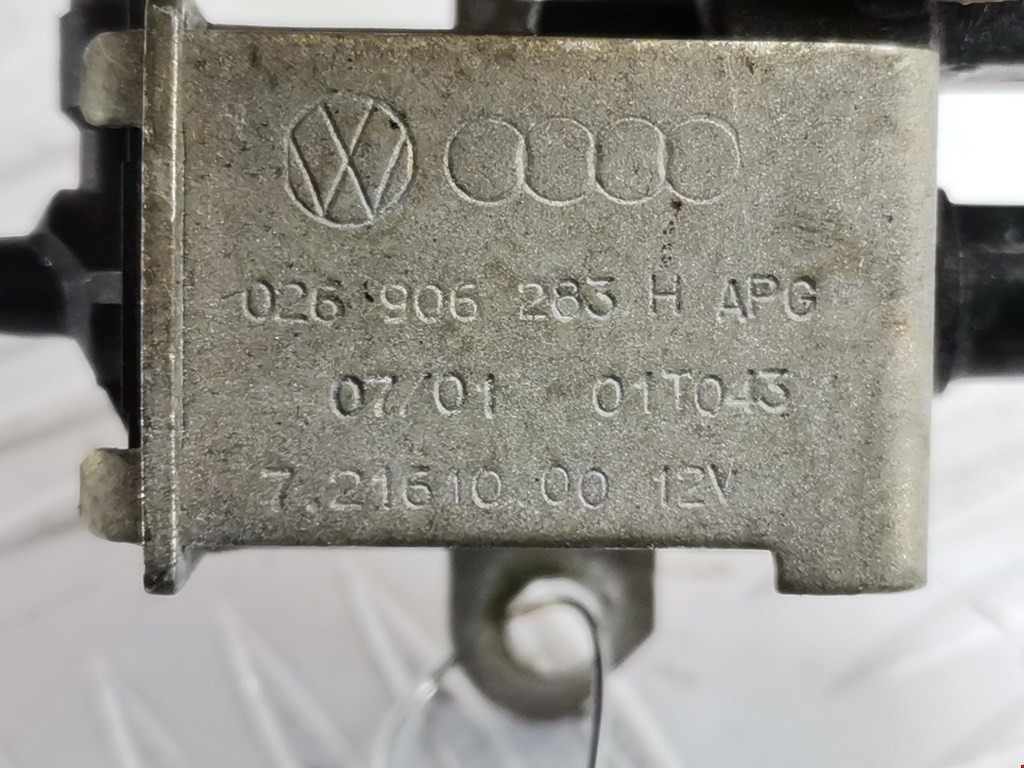 026 906 283 H APG
07/01 01T043
7.21610.00 12V